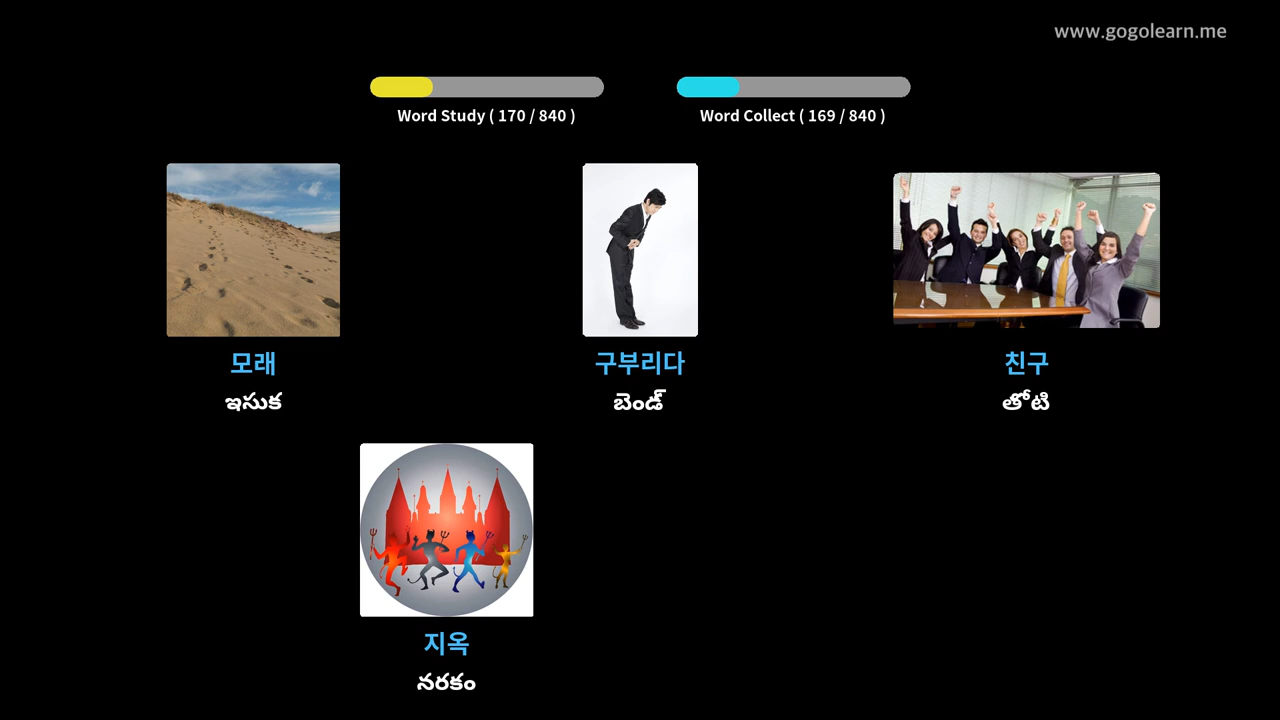 www.gogolearn.me
Word Study ( 170 / 840 )
Word Collect ( 169 / 840 )
모래
ఇసుక
구부리다
బెండ్
친구
తోటి
지옥
నరకం